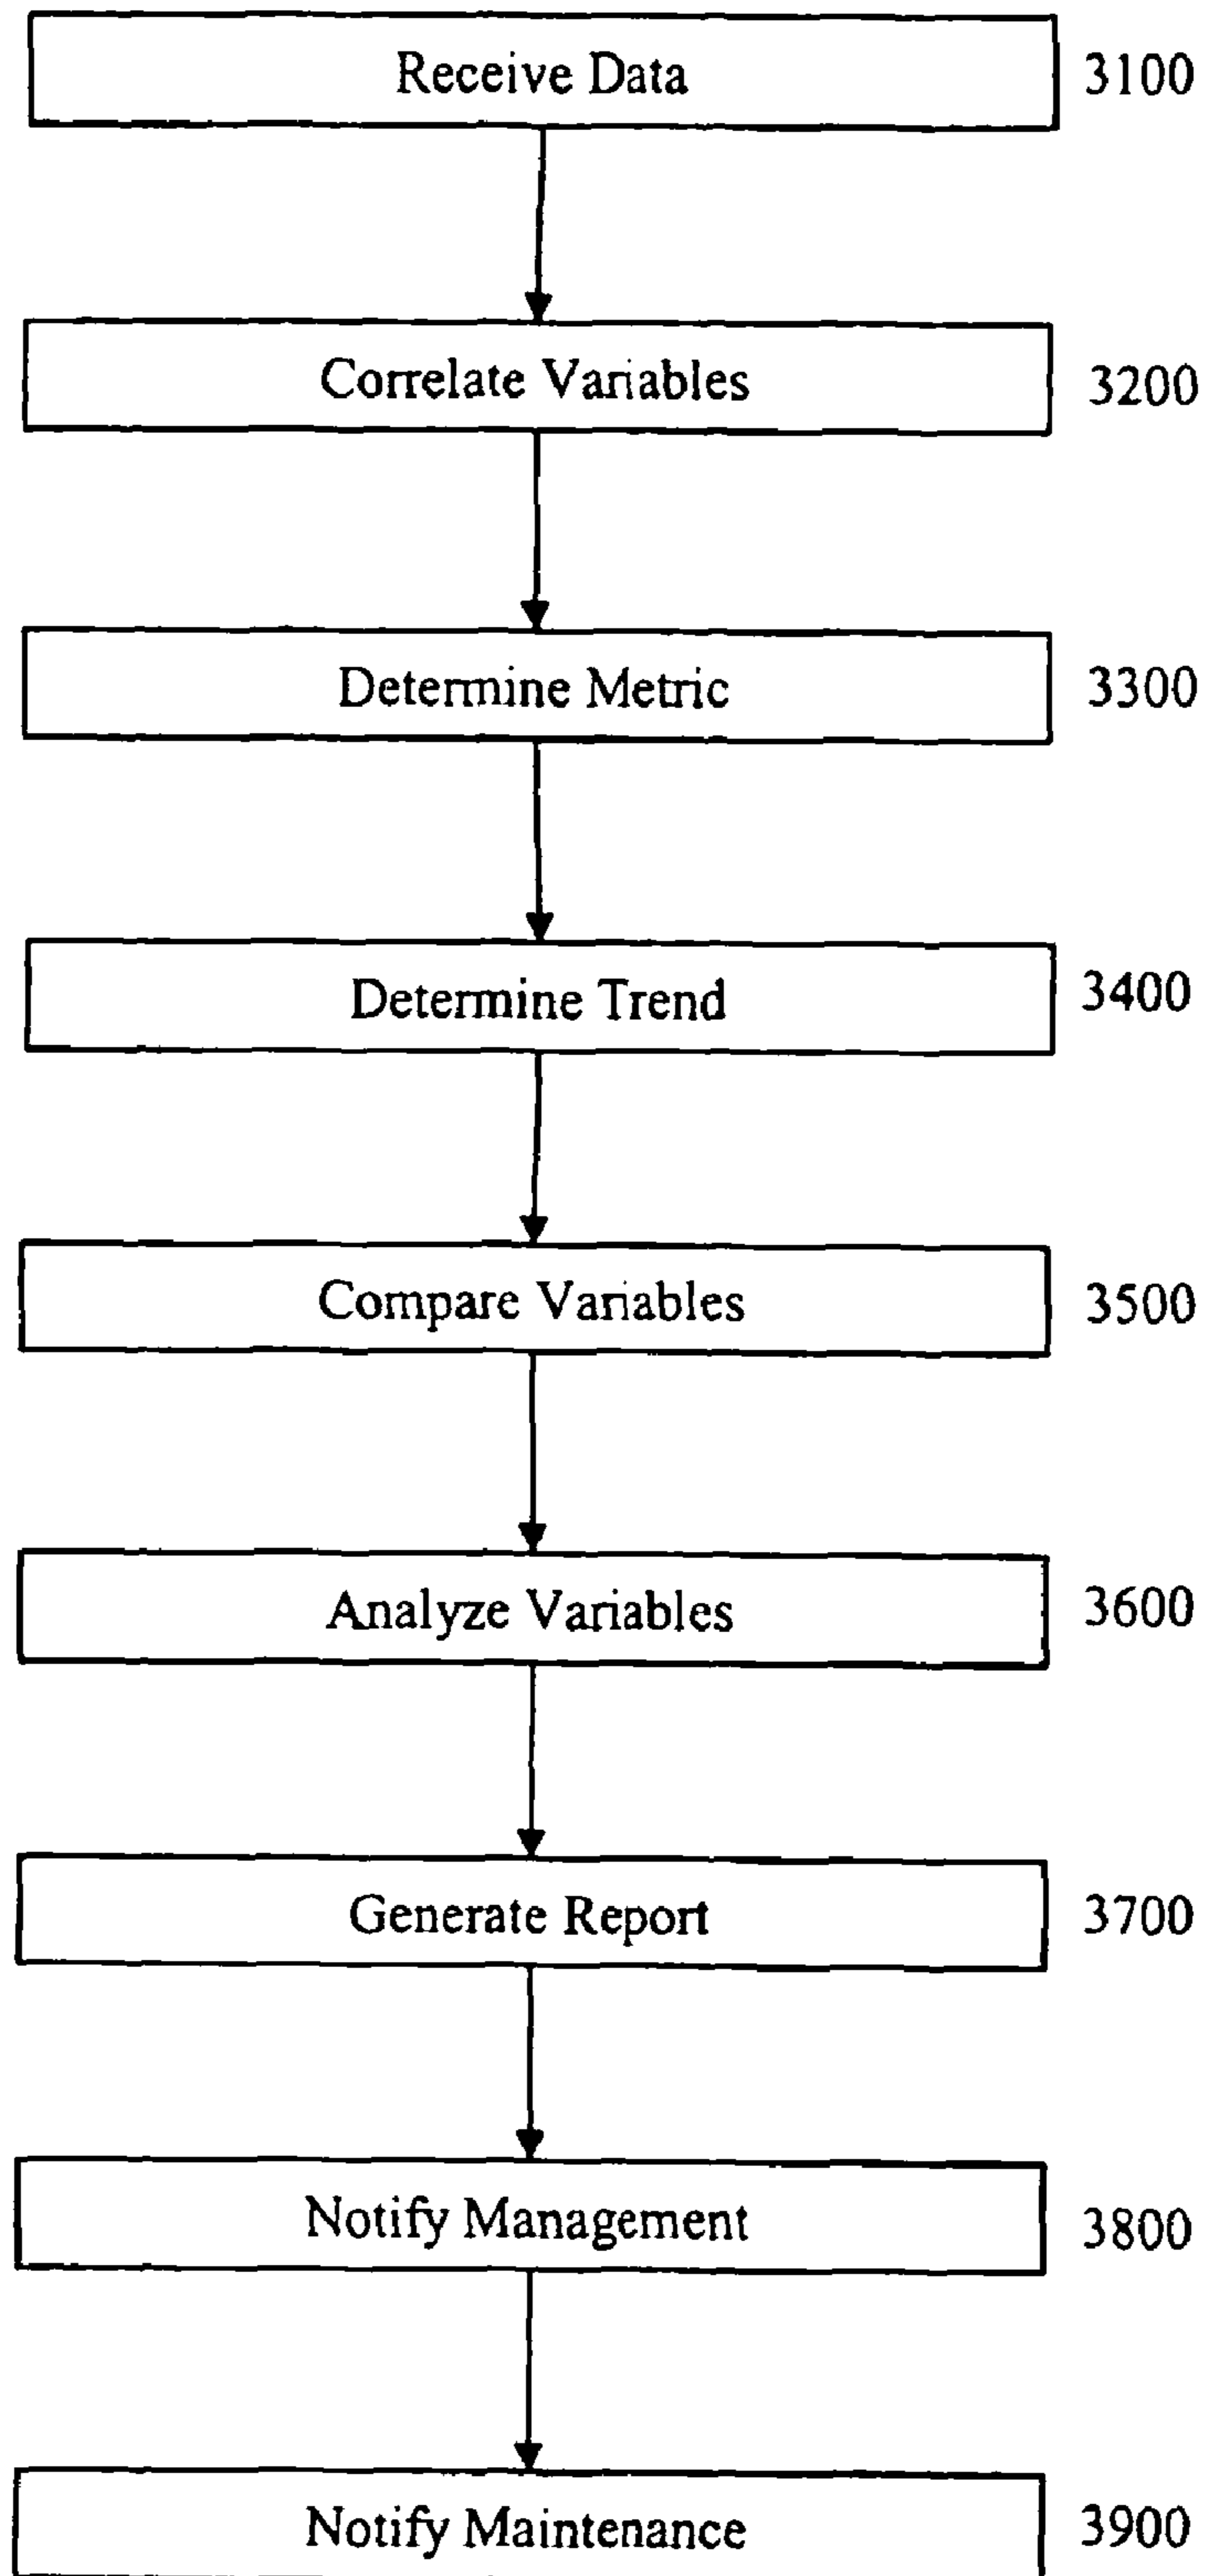 Receive Data 3100
Correlate Variables 3200
Determine Metric 3300
Determine Trend 3400
Compare Variables 3500
Analyze Variables 3600
Generate Report 3700
Notify Management 3800
Notify Maintenance 3900